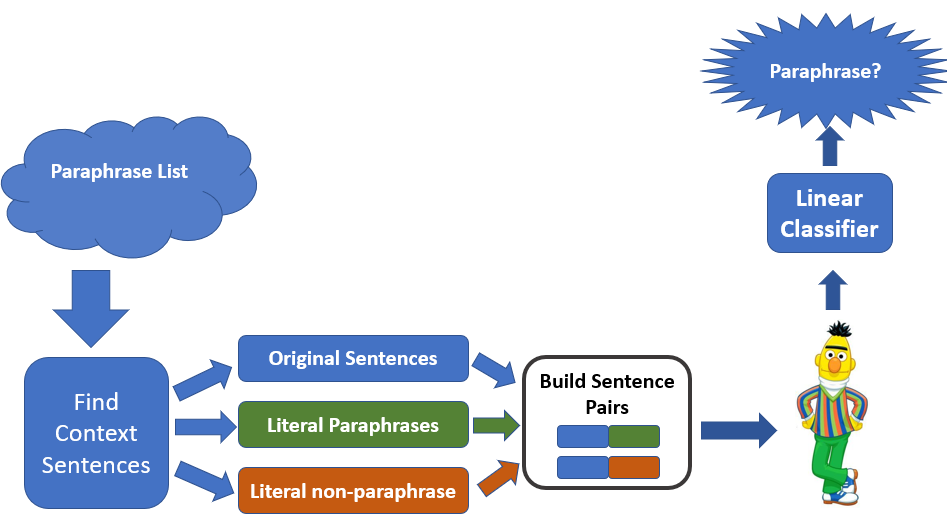 Paraphrase?
Paraphrase List
Linear
Classifier
Find
Context
Sentences
Original Sentences
Literal Paraphrases
Literal non-paraphrase
Build Sentence
Pairs